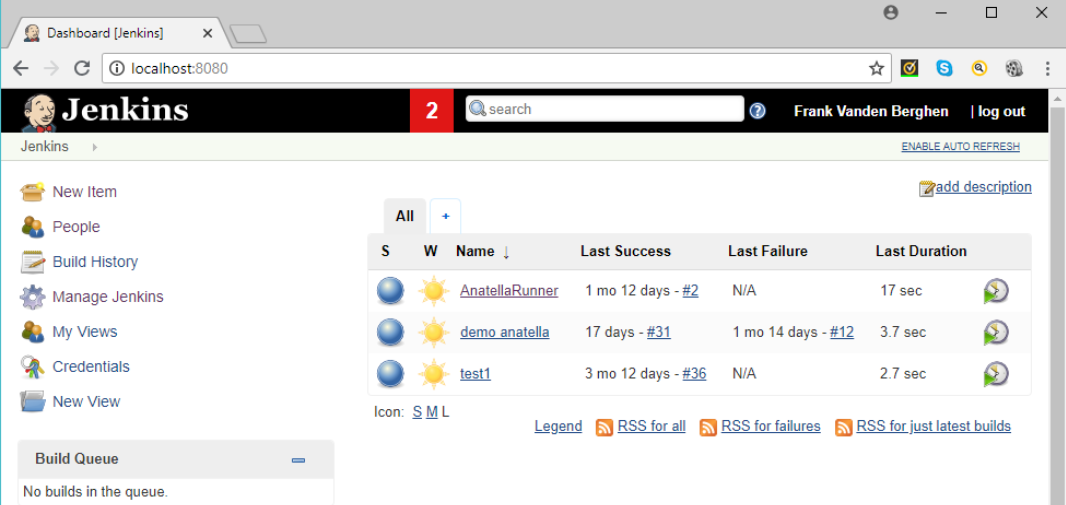 Dashboard [Jenkins]
localhost:8080
Jenkins
2
search
Frank Vanden Berghen | log out
Jenkins
ENABLE AUTO REFRESH
New Item
People
Build History
Manage Jenkins
My Views
Credentials
New View
Build Queue
No builds in the queue.
add description
All +
S W Name ↓ Last Success Last Failure Last Duration
AnatellaRunner 1 mo 12 days - #2 N/A 17 sec
demo anatella 17 days - #31 1 mo 14 days - #12 3.7 sec
test1 3 mo 12 days - #36 N/A 2.7 sec
Icon: S M L
Legend RSS for all RSS for failures RSS for just latest builds